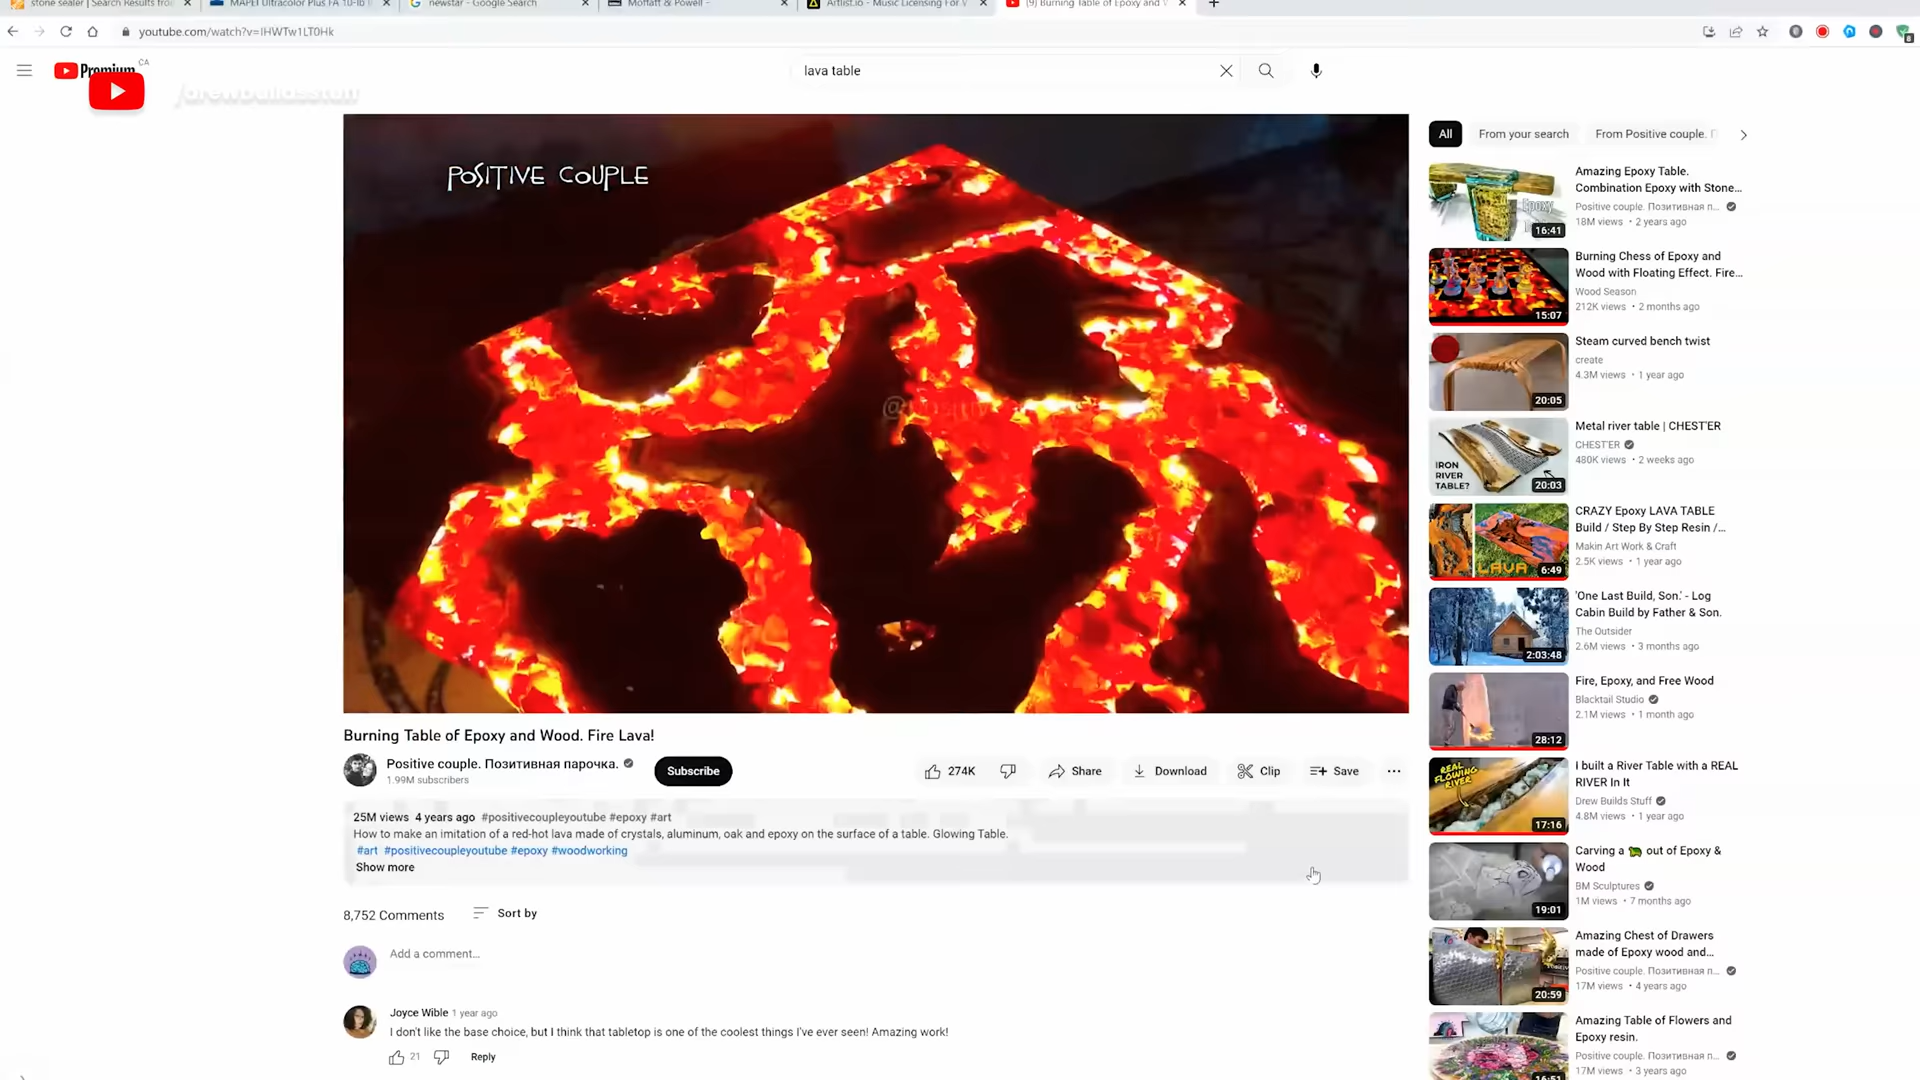 stone sealer | Search Results from
MAPEI Ultracolor Plus FA 10-lb
newstar - Google Search
Moffatt & Powell -
Artlist.io - Music Licensing For V
(9) Burning Table of Epoxy and V
youtube.com/watch?v=IHWTw1LT0Hk
Premium CA
/drewbuildsstuff
lava table
POSITIVE COUPLE
Burning Table of Epoxy and Wood. Fire Lava!
Positive couple. Позитивная парочка.
1.99M subscribers
Subscribe
274K
Share
Download
Clip
Save
25M views 4 years ago #positivecoupleyoutube #epoxy #art
How to make an imitation of a red-hot lava made of crystals, aluminum, oak and epoxy on the surface of a table. Glowing Table.
#art #positivecoupleyoutube #epoxy #woodworking
Show more
8,752 Comments
Sort by
Add a comment...
Joyce Wible 1 year ago
I don't like the base choice, but I think that tabletop is one of the coolest things I've ever seen! Amazing work!
21
Reply
All
From your search
From Positive couple. П
Amazing Epoxy Table.
Combination Epoxy with Stone...
Positive couple. Позитивная п...
18M views • 2 years ago
Epoxy
16:41
Burning Chess of Epoxy and
Wood with Floating Effect. Fire...
Wood Season
212K views • 2 months ago
15:07
Steam curved bench twist
create
4.3M views • 1 year ago
20:05
Metal river table | CHEST'ER
CHEST'ER
480K views • 2 weeks ago
IRON
RIVER
TABLE?
20:03
CRAZY Epoxy LAVA TABLE
Build / Step By Step Resin /...
Makin Art Work & Craft
2.5K views • 1 year ago
LAVA
6:49
'One Last Build, Son.' - Log
Cabin Build by Father & Son.
The Outsider
2.6M views • 3 months ago
2:03:48
Fire, Epoxy, and Free Wood
Blacktail Studio
2.1M views • 1 month ago
28:12
I built a River Table with a REAL
RIVER In It
Drew Builds Stuff
4.8M views • 1 year ago
REAL
FLOWING
RIVER
17:16
Carving a 🐢 out of Epoxy &
Wood
BM Sculptures
1M views • 7 months ago
19:01
Amazing Chest of Drawers
made of Epoxy wood and...
Positive couple. Позитивная п...
17M views • 4 years ago
20:59
Amazing Table of Flowers and
Epoxy resin.
Positive couple. Позитивная п...
17M views • 3 years ago
16:51